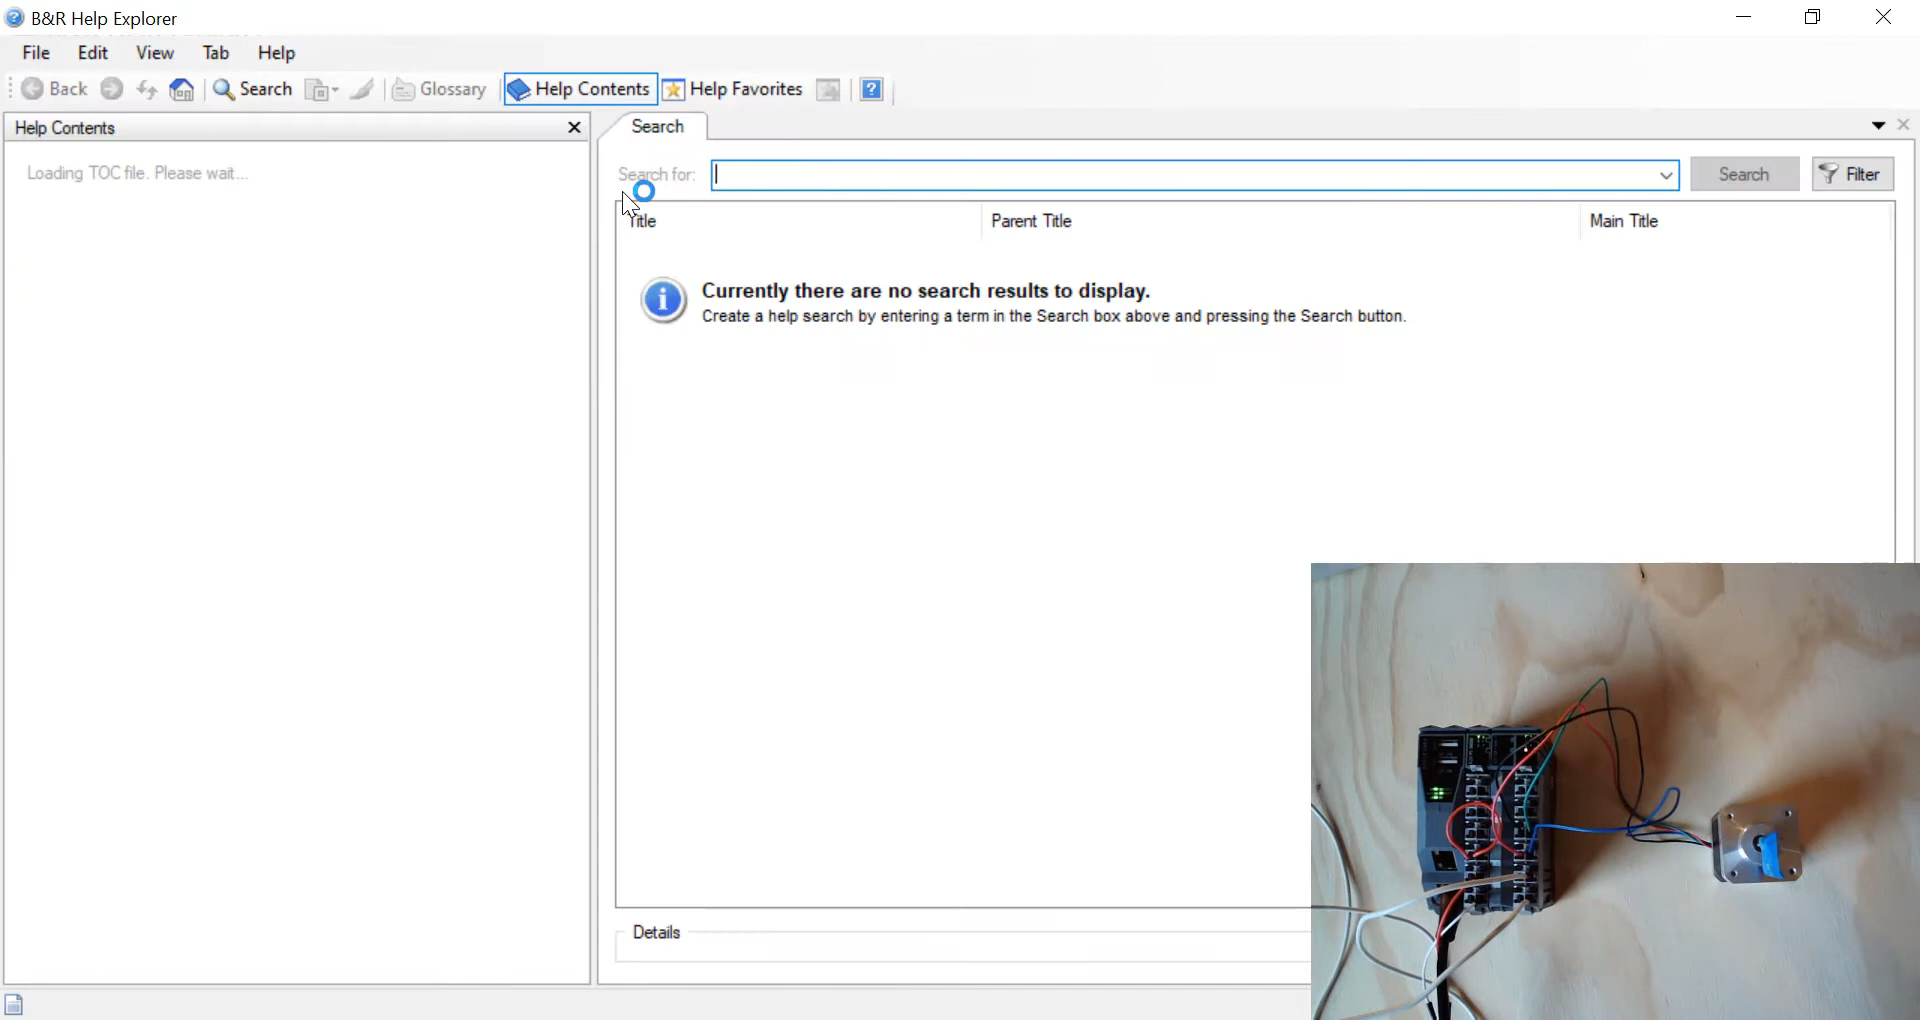 B&R Help Explorer
File Edit View Tab Help
Back Search Glossary Help Contents Help Favorites
Help Contents
Loading TOC file. Please wait...
Search
Search for: Search Filter
Title Parent Title Main Title
Currently there are no search results to display.
Create a help search by entering a term in the Search box above and pressing the Search button.
Details